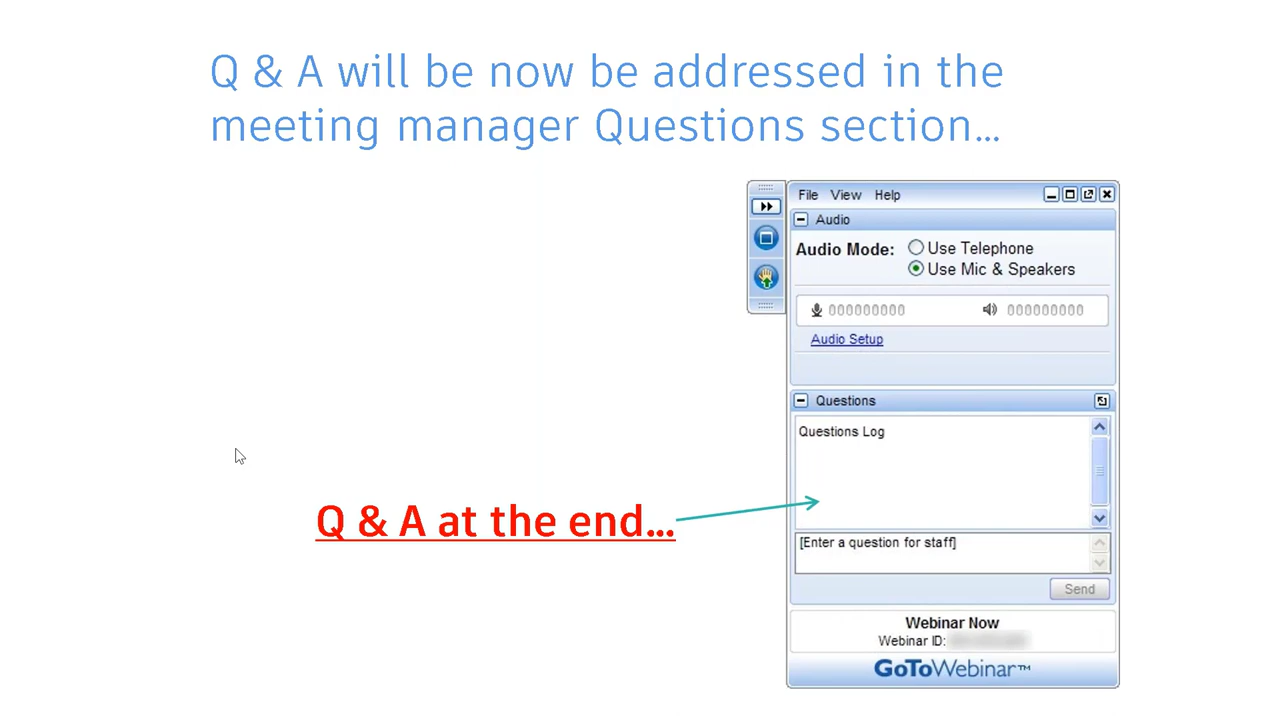 Q & A will be now be addressed in the
meeting manager Questions section...
File View Help
Audio
Audio Mode:
Use Telephone
Use Mic & Speakers
000000000
000000000
Audio Setup
Questions
Questions Log
Q & A at the end...
[Enter a question for staff]
Send
Webinar Now
Webinar ID:
GoToWebinar™